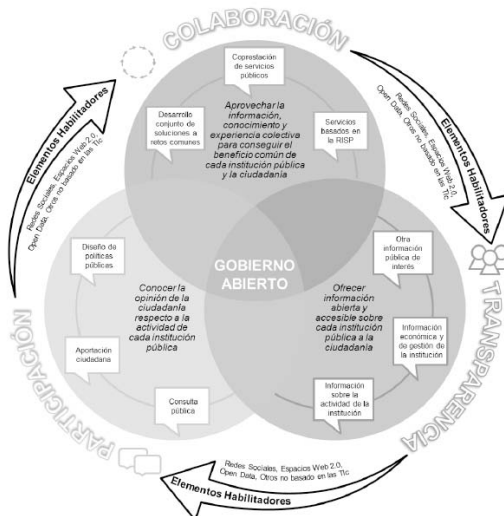 COLABORACIÓN
Coprestación
de servicios
públicos
Desarrollo
conjunto de
soluciones a
retos comunes
Aprovechar la
información,
conocimiento y
experiencia colectiva
para conseguir el
beneficio común de
cada institución pública
y la ciudadanía
Servicios
basados en
la RISP
Elementos Habilitadores
Redes Sociales, Espacios Web 2.0,
Open Data, Otros no basado en las TIc
Elementos Habilitadores
Redes Sociales, Espacios Web 2.0,
Open Data, Otros no basado en las TIc
GOBIERNO
ABIERTO
Diseño de
políticas
públicas
Conocer la
opinión de la
ciudadanía
respecto a la
actividad de
cada institución
pública
Aportación
ciudadana
Consulta
pública
PARTICIPACIÓN
Otra
información
pública de
interés
Ofrecer
información
abierta y
accesible sobre
cada institución
pública a la
ciudadanía
Información
económica y
de gestión de
la institución
Información
sobre la
actividad de la
institución
TRANSPARENCIA
Redes Sociales, Espacios Web 2.0,
Open Data, Otros no basado en las TIc
Elementos Habilitadores